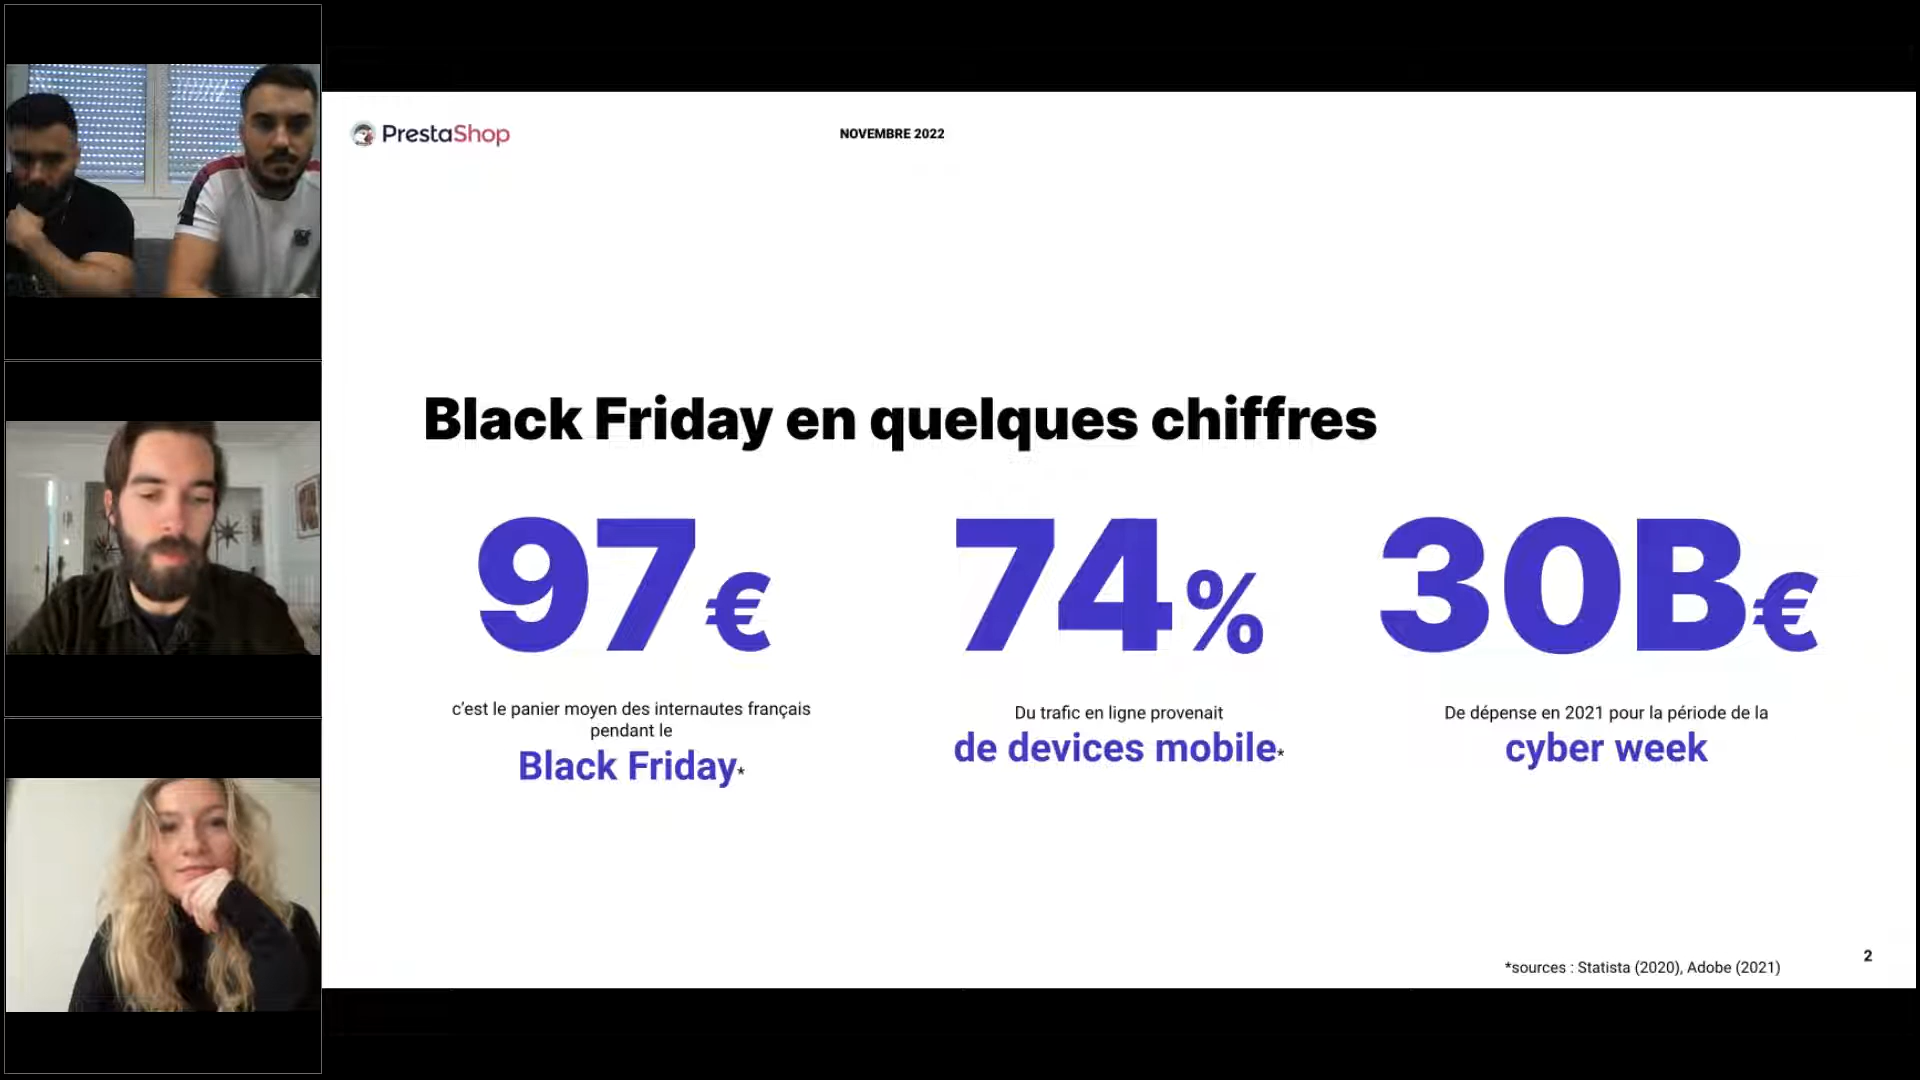 PrestaShop
NOVEMBRE 2022
Black Friday en quelques chiffres
97€
c'est le panier moyen des internautes français
pendant le
Black Friday*
74%
Du trafic en ligne provenait
de devices mobile*
30B€
De dépense en 2021 pour la période de la
cyber week
*sources : Statista (2020), Adobe (2021)
2